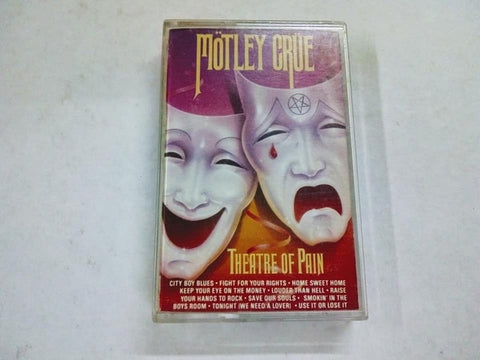 MÖTLEY CRÜE
THEATRE OF PAIN
CITY BOY BLUES • FIGHT FOR YOUR RIGHTS • HOME SWEET HOME
KEEP YOUR EYE ON THE MONEY • LOUDER THAN HELL • RAISE
YOUR HANDS TO ROCK • SAVE OUR SOULS • SMOKIN' IN THE
BOYS ROOM • TONIGHT (WE NEED A LOVER) • USE IT OR LOSE IT